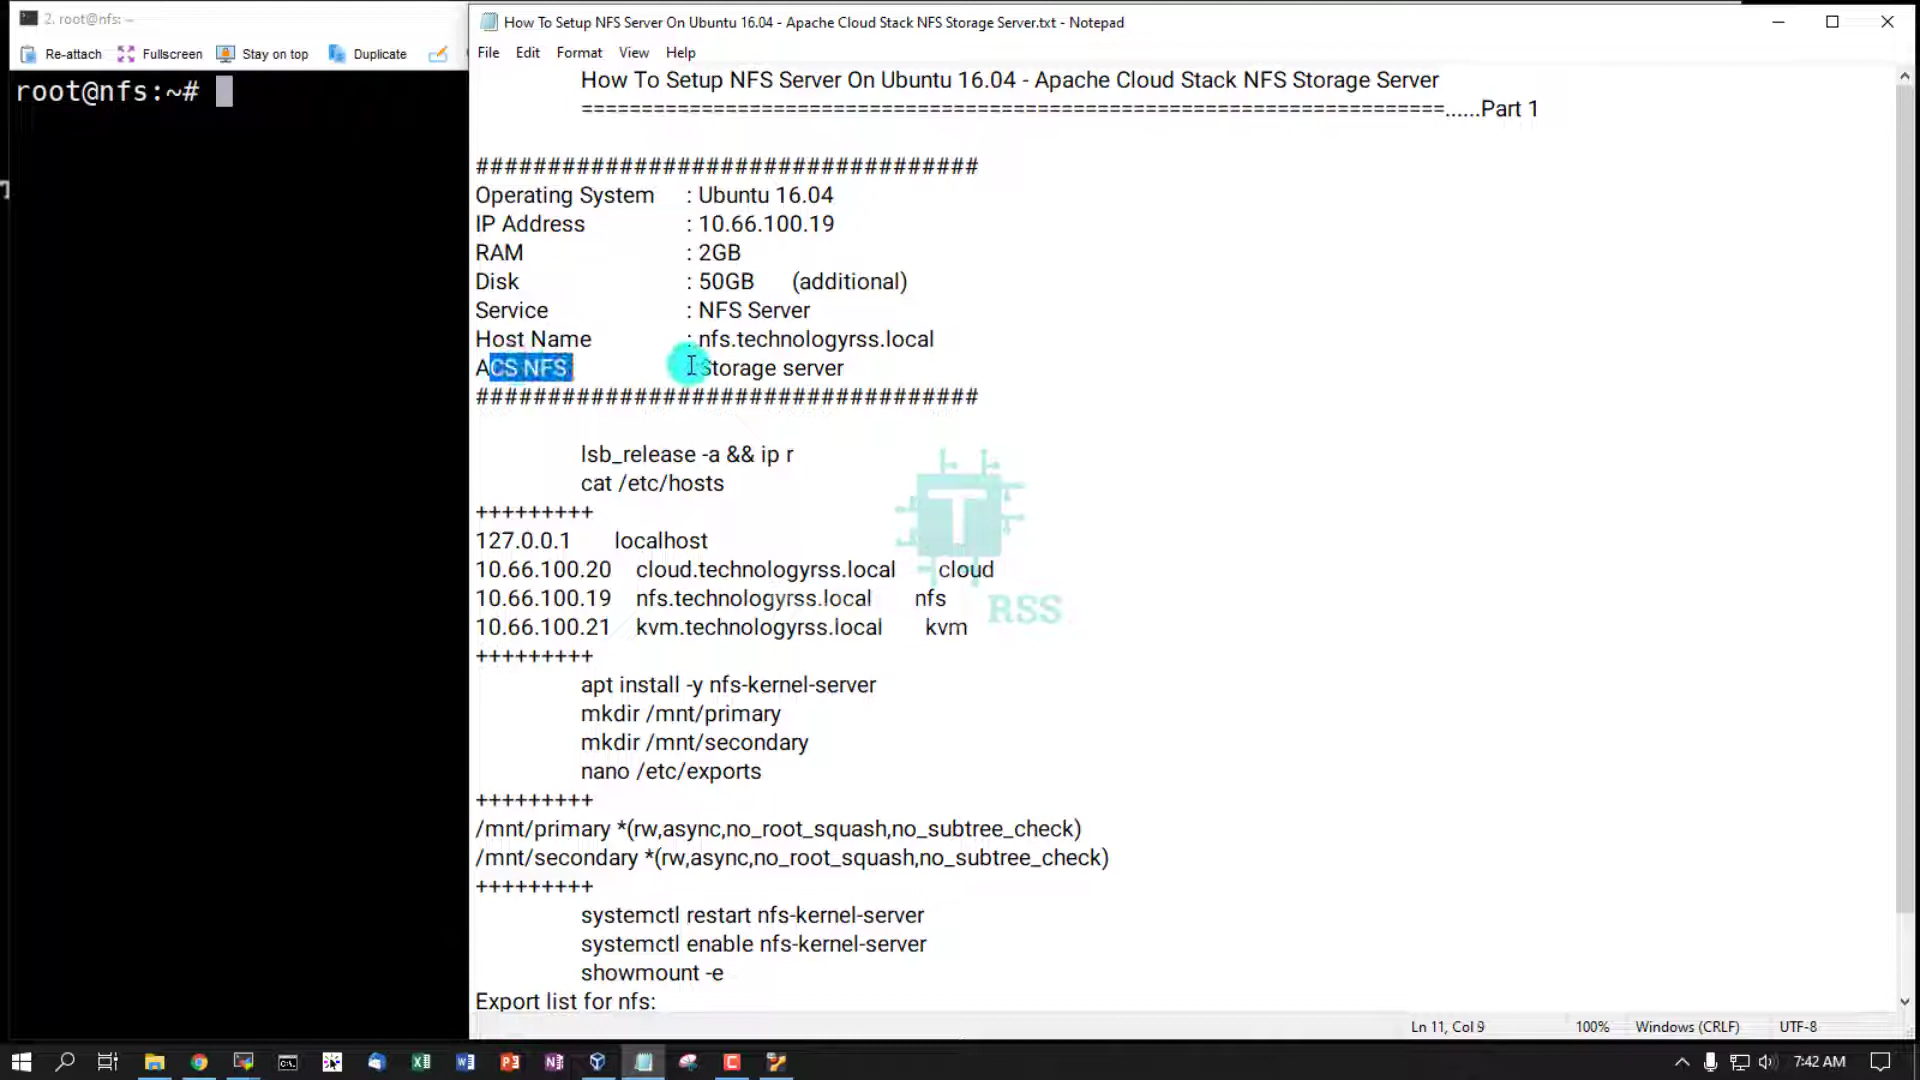 2. root@nfs: ~
How To Setup NFS Server On Ubuntu 16.04 - Apache Cloud Stack NFS Storage Server.txt - Notepad
Re-attach Fullscreen Stay on top Duplicate
File Edit Format View Help
root@nfs:~#
How To Setup NFS Server On Ubuntu 16.04 - Apache Cloud Stack NFS Storage Server
========================================================================......Part 1
###################################
Operating System : Ubuntu 16.04
IP Address : 10.66.100.19
RAM : 2GB
Disk : 50GB (additional)
Service : NFS Server
Host Name : nfs.technologyrss.local
ACS NFS : Storage server
###################################
lsb_release -a && ip r
cat /etc/hosts
+++++++++
127.0.0.1 localhost
10.66.100.20 cloud.technologyrss.local cloud
10.66.100.19 nfs.technologyrss.local nfs
10.66.100.21 kvm.technologyrss.local kvm
+++++++++
T
RSS
apt install -y nfs-kernel-server
mkdir /mnt/primary
mkdir /mnt/secondary
nano /etc/exports
+++++++++
/mnt/primary *(rw,async,no_root_squash,no_subtree_check)
/mnt/secondary *(rw,async,no_root_squash,no_subtree_check)
+++++++++
systemctl restart nfs-kernel-server
systemctl enable nfs-kernel-server
showmount -e
Export list for nfs:
Ln 11, Col 9 100% Windows (CRLF) UTF-8
7:42 AM